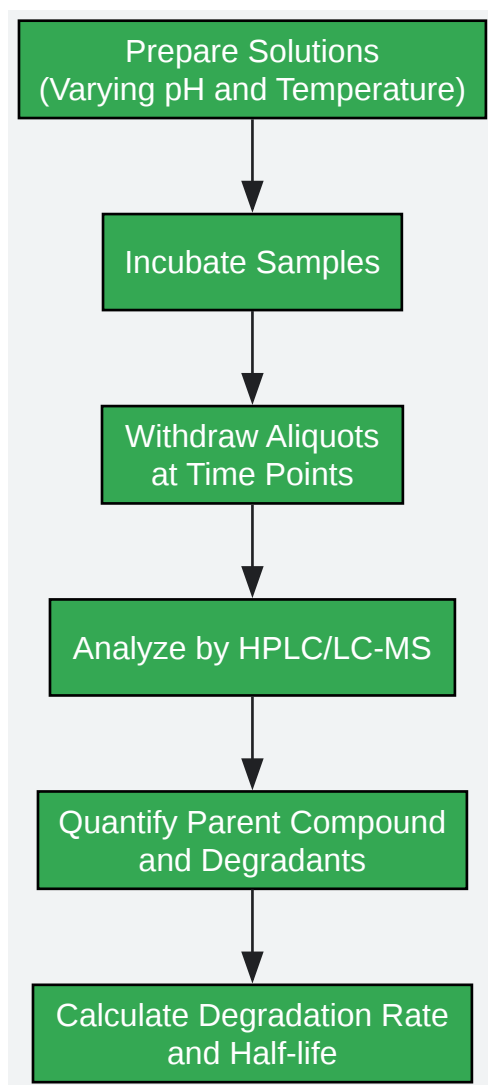 Prepare Solutions
(Varying pH and Temperature)
Incubate Samples
Withdraw Aliquots
at Time Points
Analyze by HPLC/LC-MS
Quantify Parent Compound
and Degradants
Calculate Degradation Rate
and Half-life